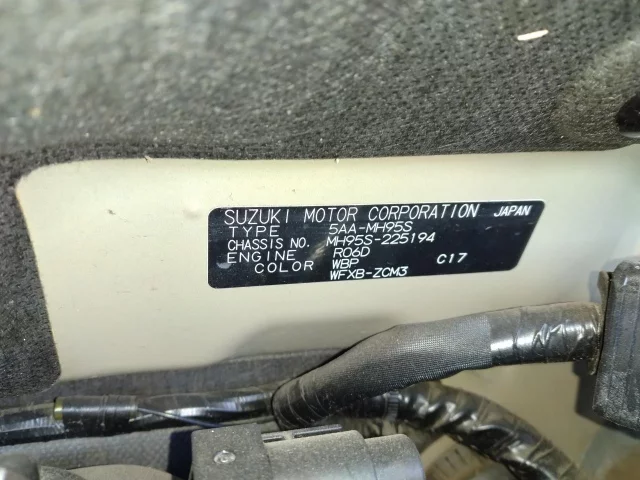 SUZUKI MOTOR CORPORATION JAPAN
TYPE 5AA-MH95S
CHASSIS NO. MH95S-225194
ENGINE R06D
COLOR WBP C17
WFXB-ZCM3